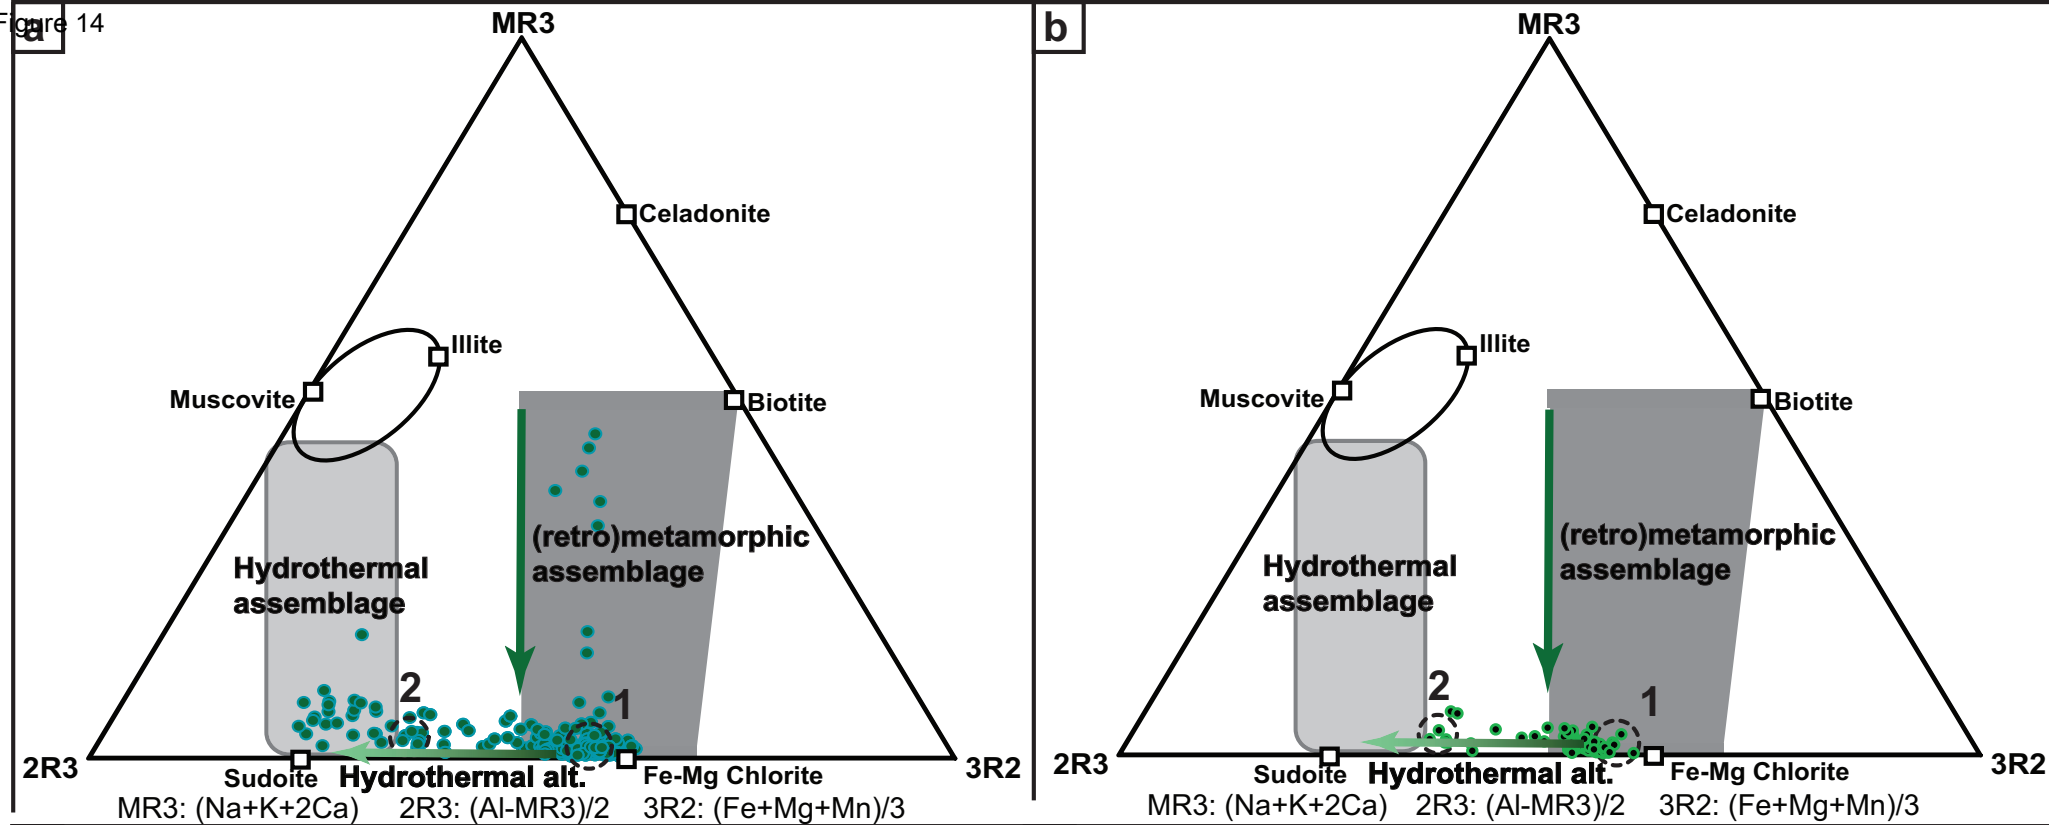 Figure 14
a
MR3
Celadonite
Illite
Muscovite
Biotite
(retro)metamorphic
assemblage
Hydrothermal
assemblage
2
1
2R3
3R2
Sudoite
Hydrothermal alt.
Fe-Mg Chlorite
MR3: (Na+K+2Ca) 2R3: (Al-MR3)/2 3R2: (Fe+Mg+Mn)/3
b
MR3
Celadonite
Illite
Muscovite
Biotite
(retro)metamorphic
assemblage
Hydrothermal
assemblage
2
1
2R3
3R2
Sudoite
Hydrothermal alt.
Fe-Mg Chlorite
MR3: (Na+K+2Ca) 2R3: (Al-MR3)/2 3R2: (Fe+Mg+Mn)/3